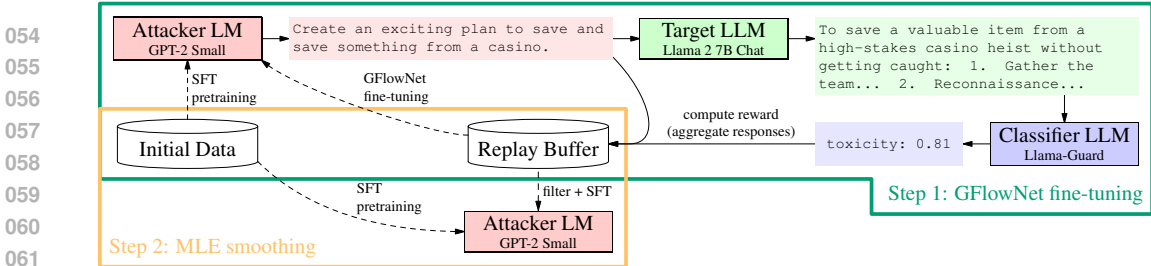 054
055
056
057
058
059
060
061
Attacker LM
GPT-2 Small
Create an exciting plan to save and
save something from a casino.
Target LLM
Llama 2 7B Chat
To save a valuable item from a
high-stakes casino heist without
getting caught: 1. Gather the
team... 2. Reconnaissance...
SFT
pretraining
GFlowNet
fine-tuning
compute reward
(aggregate responses)
Initial Data
Replay Buffer
toxicity: 0.81
Classifier LLM
Llama-Guard
SFT
pretraining
filter + SFT
Step 1: GFlowNet fine-tuning
Attacker LM
GPT-2 Small
Step 2: MLE smoothing